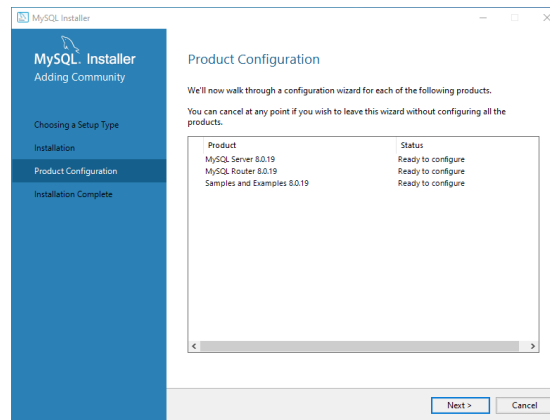 MySQL Installer
MySQL. Installer
Adding Community
Choosing a Setup Type
Installation
Product Configuration
Installation Complete
Product Configuration
We'll now walk through a configuration wizard for each of the following products.
You can cancel at any point if you wish to leave this wizard without configuring all the
products.
Product Status
MySQL Server 8.0.19 Ready to configure
MySQL Router 8.0.19 Ready to configure
Samples and Examples 8.0.19 Ready to configure
Next > Cancel